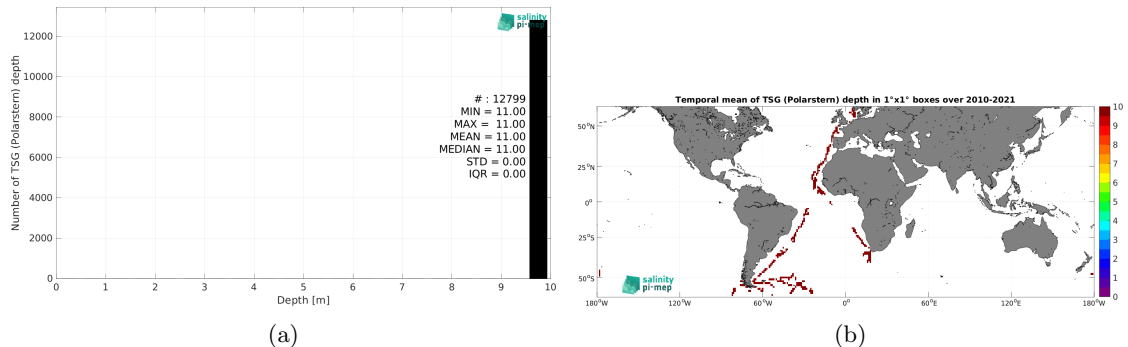 Number of TSG (Polarstern) depth
12000
10000
8000
6000
4000
2000
0
salinity
pi-mep
# : 12799
MIN = 11.00
MAX = 11.00
MEAN = 11.00
MEDIAN = 11.00
STD = 0.00
IQR = 0.00
0 1 2 3 4 5 6 7 8 9 10
Depth [m]
(a)
Temporal mean of TSG (Polarstern) depth in 1°x1° boxes over 2010-2021
50°N
25°N
0°
25°S
50°S
salinity
pi-mep
180°W 120°W 60°W 0° 60°E 120°E 180°E
10
9
8
7
6
5
4
3
2
1
0
(b)